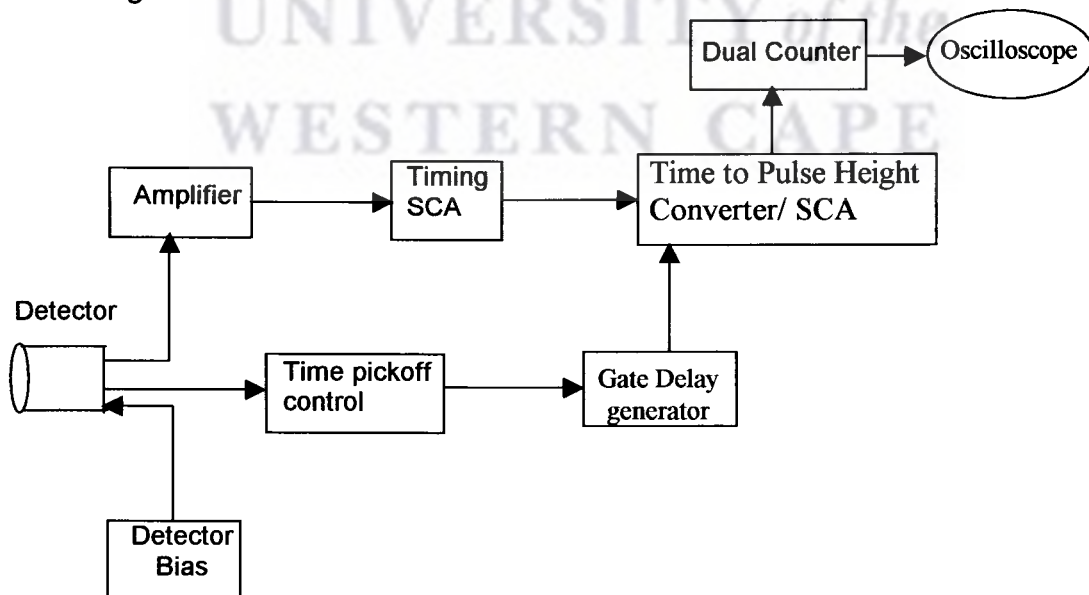 UNIVERSITY of the
WESTERN CAPE
Dual Counter
Oscilloscope
Amplifier
Timing
SCA
Time to Pulse Height
Converter/ SCA
Detector
Time pickoff
control
Gate Delay
generator
Detector
Bias